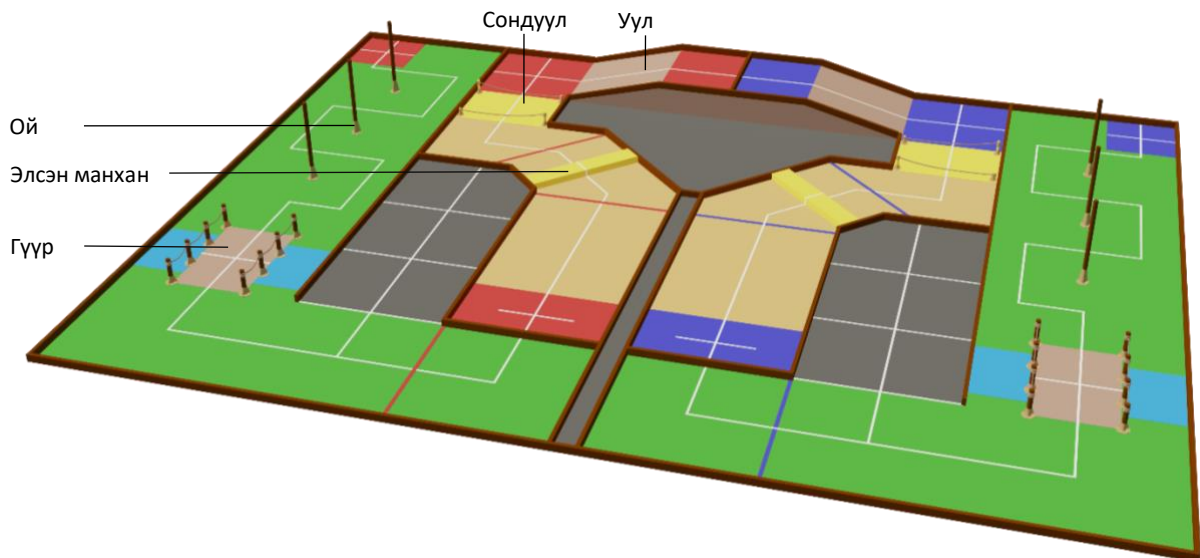 Сондуул
Уул
Ой
Элсэн манхан
Гүүр